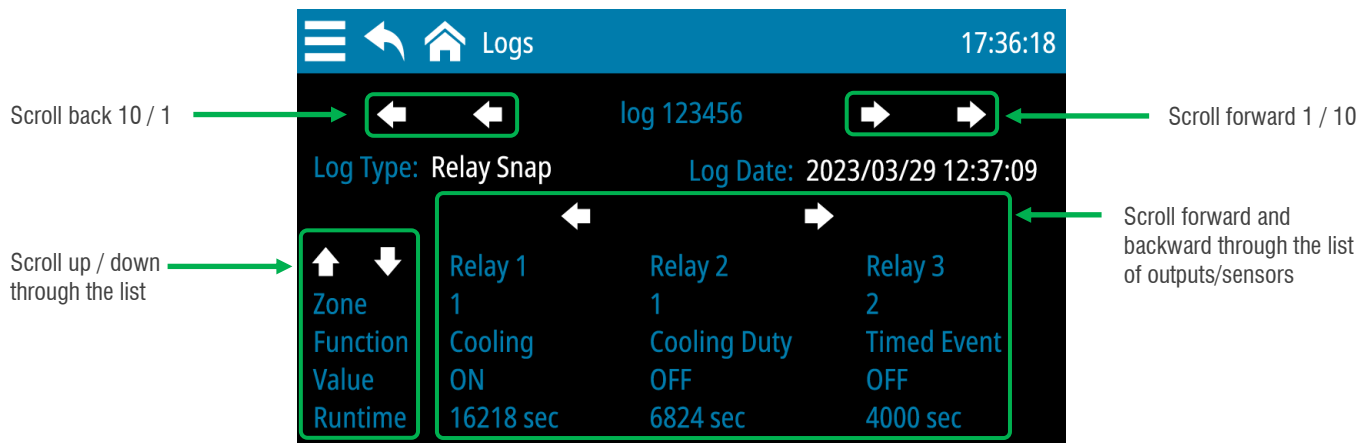 Logs 17:36:18
Scroll back 10 / 1
log 123456
Scroll forward 1 / 10
Log Type: Relay Snap Log Date: 2023/03/29 12:37:09
Scroll forward and
backward through the list
of outputs/sensors
Scroll up / down
through the list
Relay 1 Relay 2 Relay 3
Zone 1 1 2
Function Cooling Cooling Duty Timed Event
Value ON OFF OFF
Runtime 16218 sec 6824 sec 4000 sec